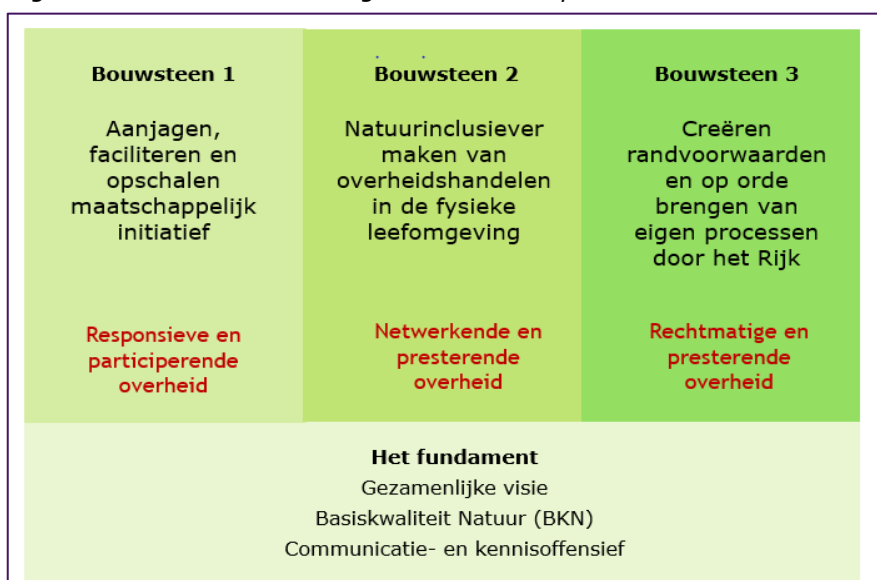 Bouwsteen 1
Aanjagen,
faciliteren en
opschalen
maatschappelijk
initiatief
Responsieve en
participerende
overheid
Bouwsteen 2
Natuurinclusiever
maken van
overheidshandelen
in de fysieke
leefomgeving
Netwerkende en
presterende
overheid
Bouwsteen 3
Creëren
randvoorwaarden
en op orde
brengen van
eigen processen
door het Rijk
Rechtmatige en
presterende
overheid
Het fundament
Gezamenlijke visie
Basiskwaliteit Natuur (BKN)
Communicatie- en kennisoffensief